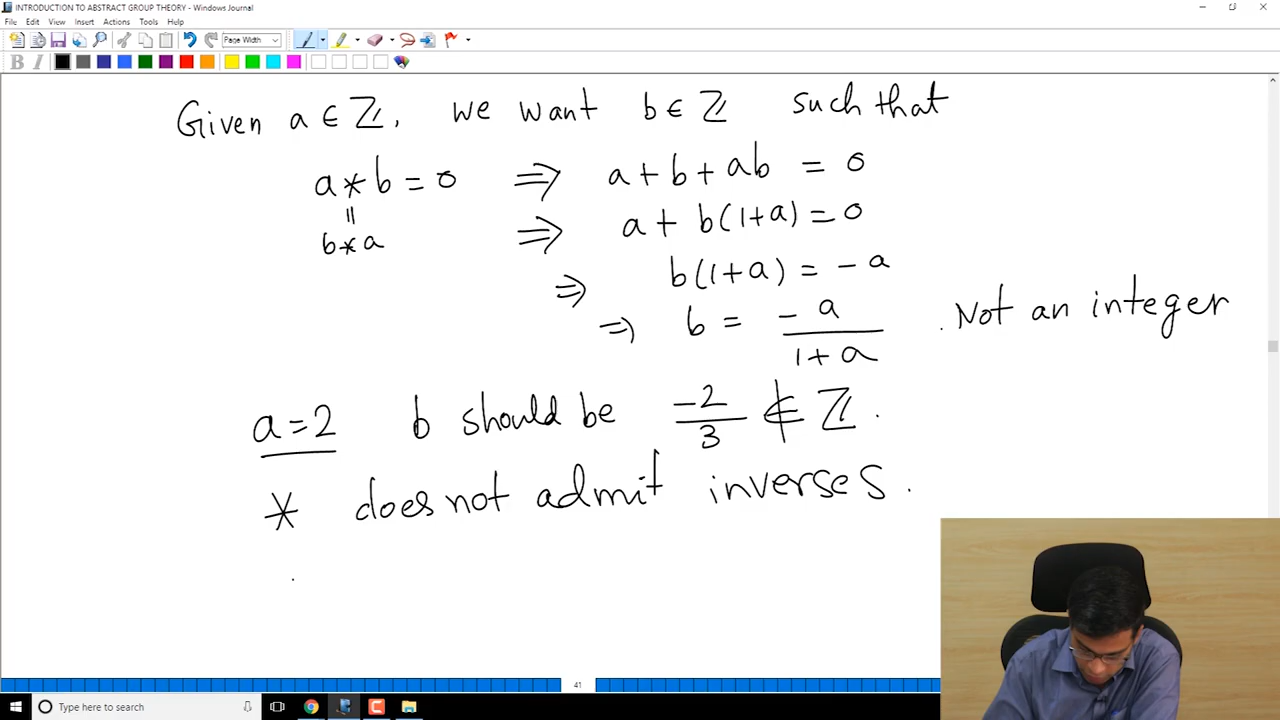 INTRODUCTION TO ABSTRACT GROUP THEORY - Windows Journal
File Edit View Insert Actions Tools Help
Page Width
B I
Given a ∈ ℤ, we want b ∈ ℤ such that
a * b = 0 ⇒ a + b + ab = 0
॥
b * a ⇒ a + b(1+a) = 0
⇒ b(1+a) = - a
⇒ b = -a/(1+a) . Not an integer
a = 2 b should be -2/3 ∉ ℤ.
* does not admit inverses.
41
Type here to search